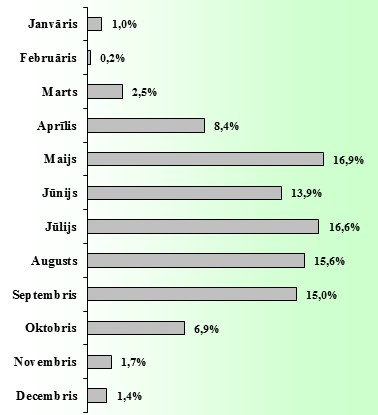 Janvāris 1,0%
Februāris 0,2%
Marts 2,5%
Aprīlis 8,4%
Maijs 16,9%
Jūnijs 13,9%
Jūlijs 16,6%
Augusts 15,6%
Septembris 15,0%
Oktobris 6,9%
Novembris 1,7%
Decembris 1,4%